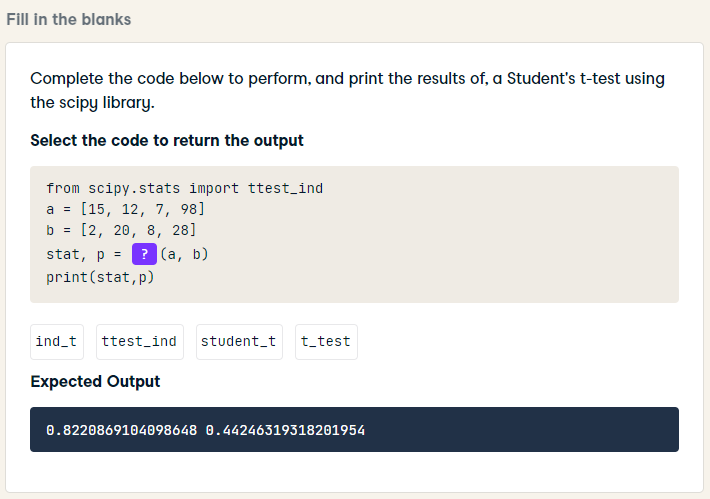 Fill in the blanks
Complete the code below to perform, and print the results of, a Student's t-test using
the scipy library.
Select the code to return the output
from scipy.stats import ttest_ind
a = [15, 12, 7, 98]
b = [2, 20, 8, 28]
stat, p = ? (a, b)
print(stat,p)
ind_t ttest_ind student_t t_test
Expected Output
0.8220869104098648 0.44246319318201954